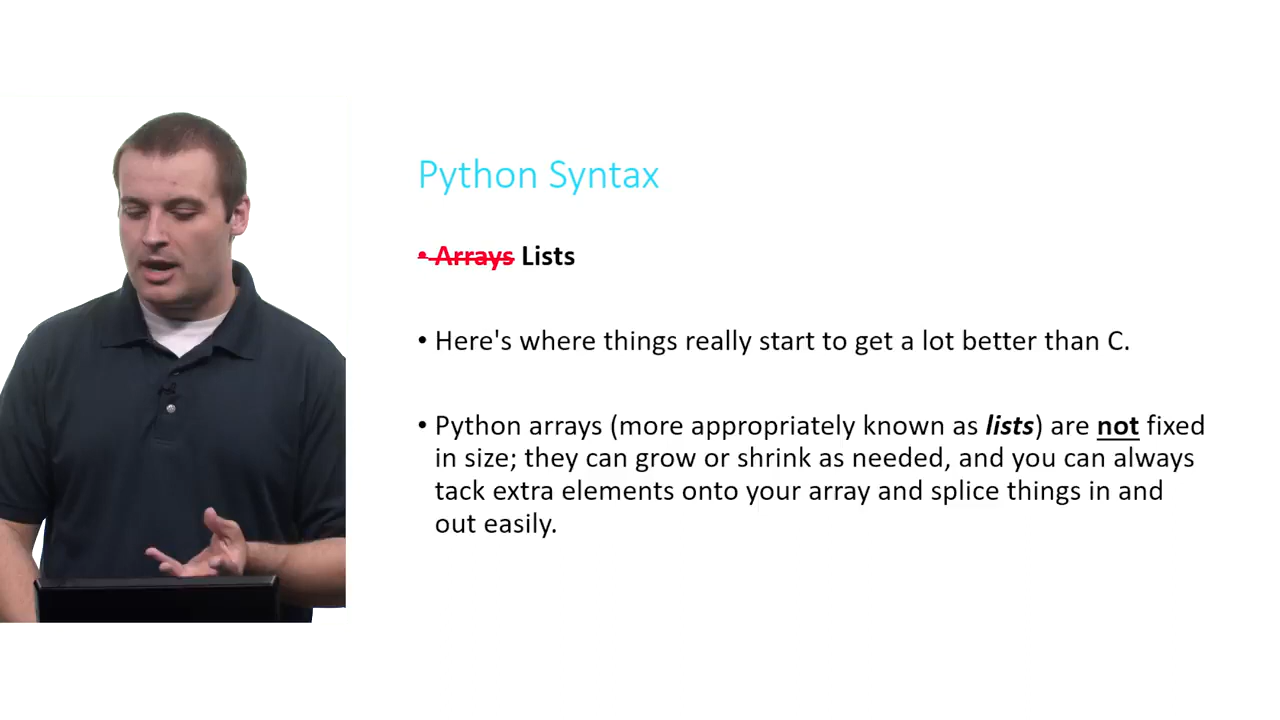 Python Syntax
• Arrays Lists
• Here's where things really start to get a lot better than C.
• Python arrays (more appropriately known as lists) are not fixed
in size; they can grow or shrink as needed, and you can always
tack extra elements onto your array and splice things in and
out easily.